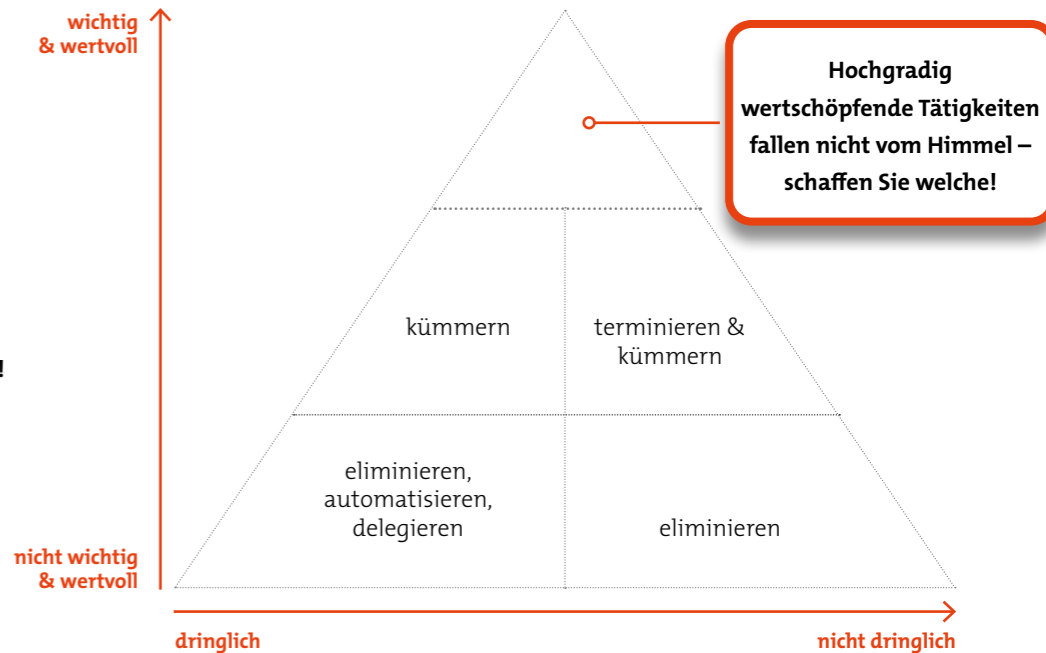 wichtig
& wertvoll
Hochgradig
wertschöpfende Tätigkeiten
fallen nicht vom Himmel –
schaffen Sie welche!
kümmern
terminieren &
kümmern
!
eliminieren,
automatisieren,
delegieren
eliminieren
nicht wichtig
& wertvoll
dringlich
nicht dringlich